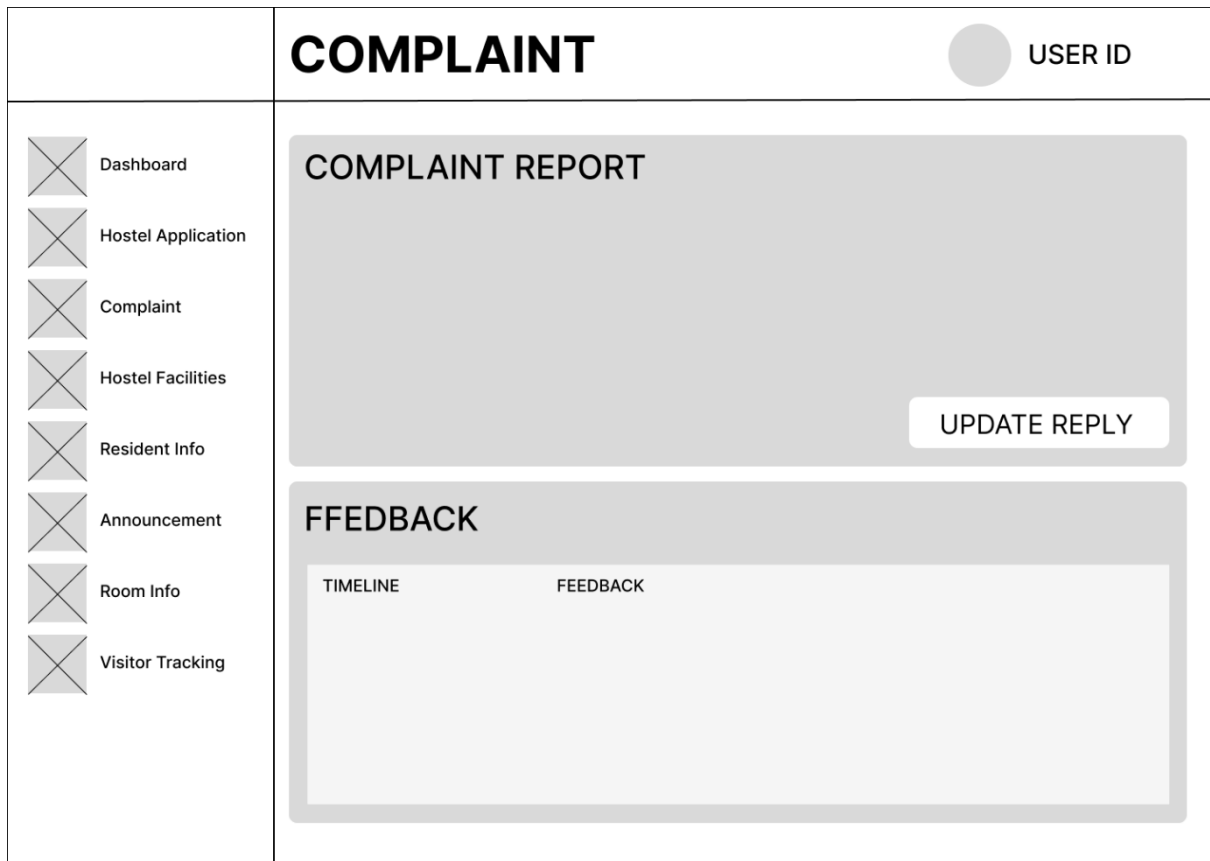 COMPLAINT
USER ID
Dashboard
Hostel Application
Complaint
Hostel Facilities
Resident Info
Announcement
Room Info
Visitor Tracking
COMPLAINT REPORT
UPDATE REPLY
FFEDBACK
TIMELINE FEEDBACK